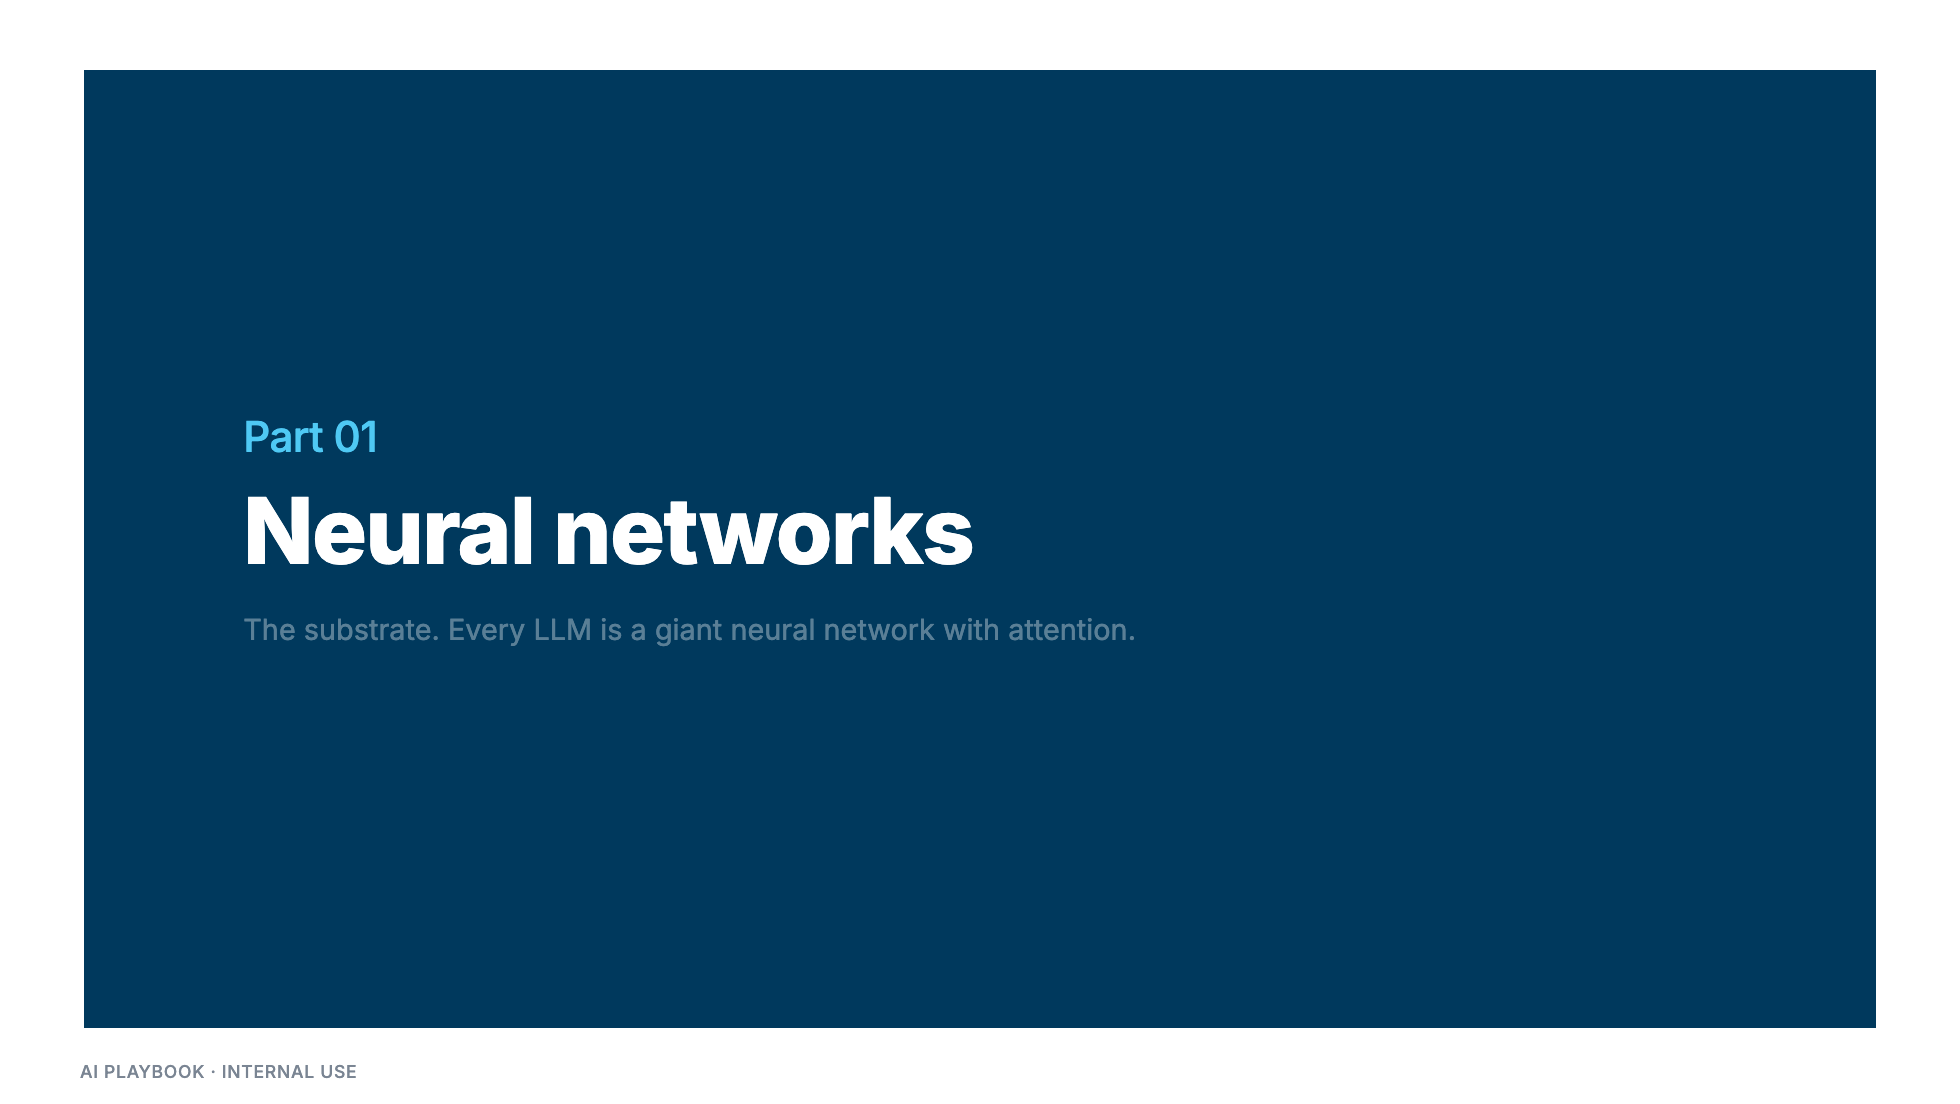 Part 01
Neural networks
The substrate. Every LLM is a giant neural network with attention.
AI PLAYBOOK · INTERNAL USE